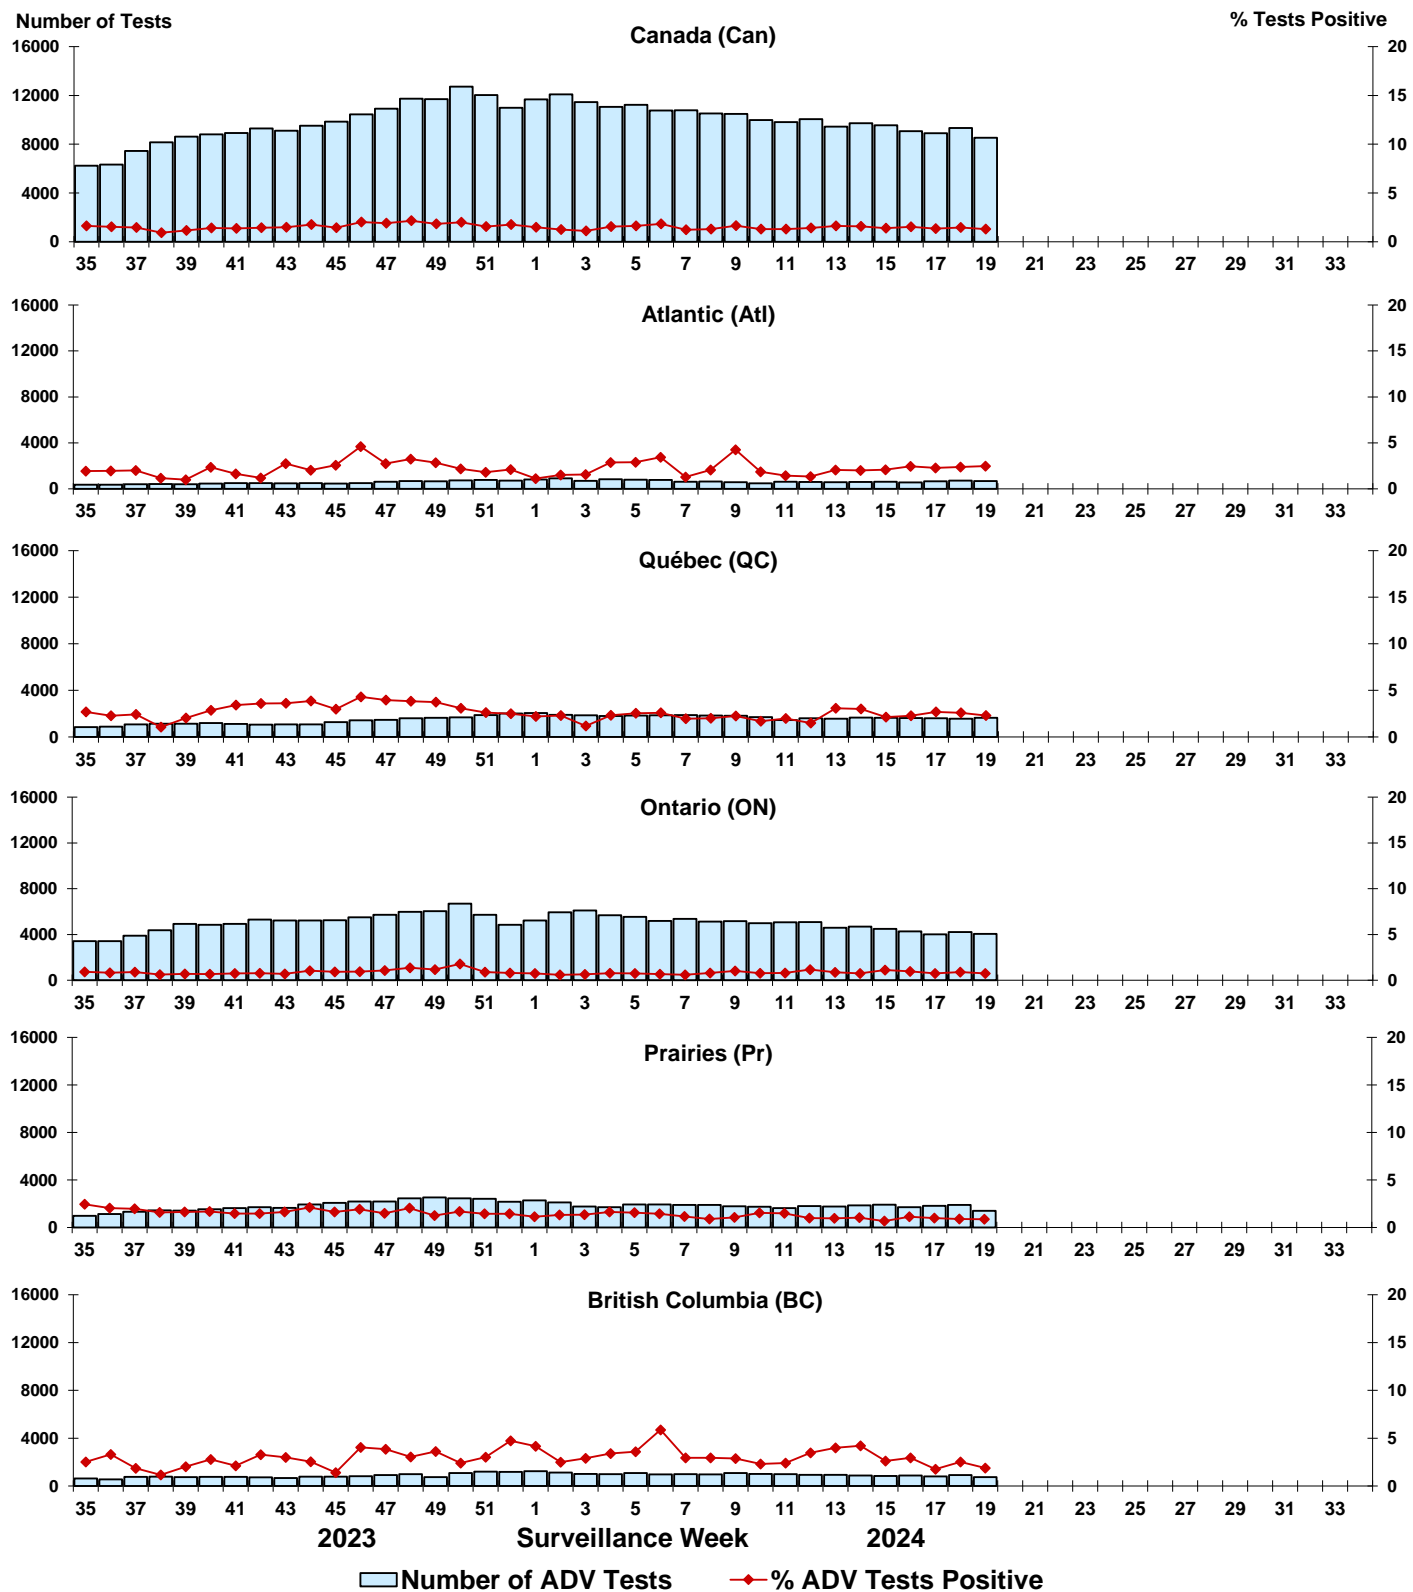 Number of Tests
% Tests Positive
Canada (Can)
16000 20
12000 15
8000 10
4000 5
0 0
35 37 39 41 43 45 47 49 51 1 3 5 7 9 11 13 15 17 19 21 23 25 27 29 31 33
Atlantic (Atl)
16000 20
12000 15
8000 10
4000 5
0 0
35 37 39 41 43 45 47 49 51 1 3 5 7 9 11 13 15 17 19 21 23 25 27 29 31 33
Québec (QC)
16000 20
12000 15
8000 10
4000 5
0 0
35 37 39 41 43 45 47 49 51 1 3 5 7 9 11 13 15 17 19 21 23 25 27 29 31 33
Ontario (ON)
16000 20
12000 15
8000 10
4000 5
0 0
35 37 39 41 43 45 47 49 51 1 3 5 7 9 11 13 15 17 19 21 23 25 27 29 31 33
Prairies (Pr)
16000 20
12000 15
8000 10
4000 5
0 0
35 37 39 41 43 45 47 49 51 1 3 5 7 9 11 13 15 17 19 21 23 25 27 29 31 33
British Columbia (BC)
16000 20
12000 15
8000 10
4000 5
0 0
35 37 39 41 43 45 47 49 51 1 3 5 7 9 11 13 15 17 19 21 23 25 27 29 31 33
2023 Surveillance Week 2024
Number of ADV Tests % ADV Tests Positive